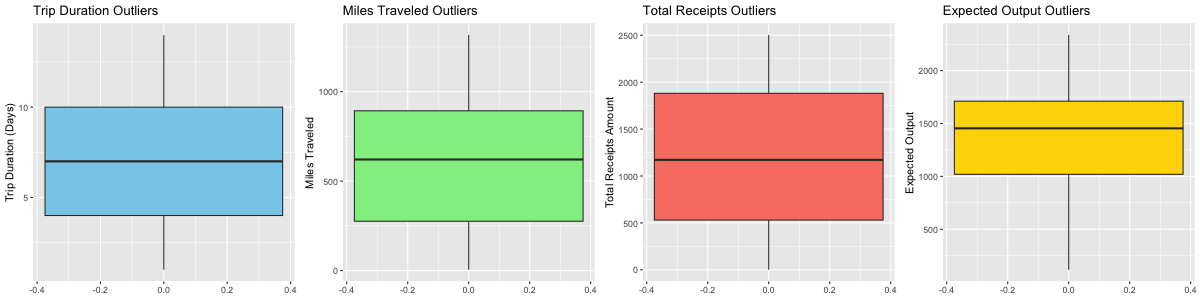 Trip Duration Outliers
Trip Duration (Days)
10
5
-0.4 -0.2 0.0 0.2 0.4
Miles Traveled Outliers
Miles Traveled
1000
500
0
-0.4 -0.2 0.0 0.2 0.4
Total Receipts Outliers
Total Receipts Amount
2500
2000
1500
1000
500
0
-0.4 -0.2 0.0 0.2 0.4
Expected Output Outliers
Expected Output
2000
1500
1000
500
-0.4 -0.2 0.0 0.2 0.4